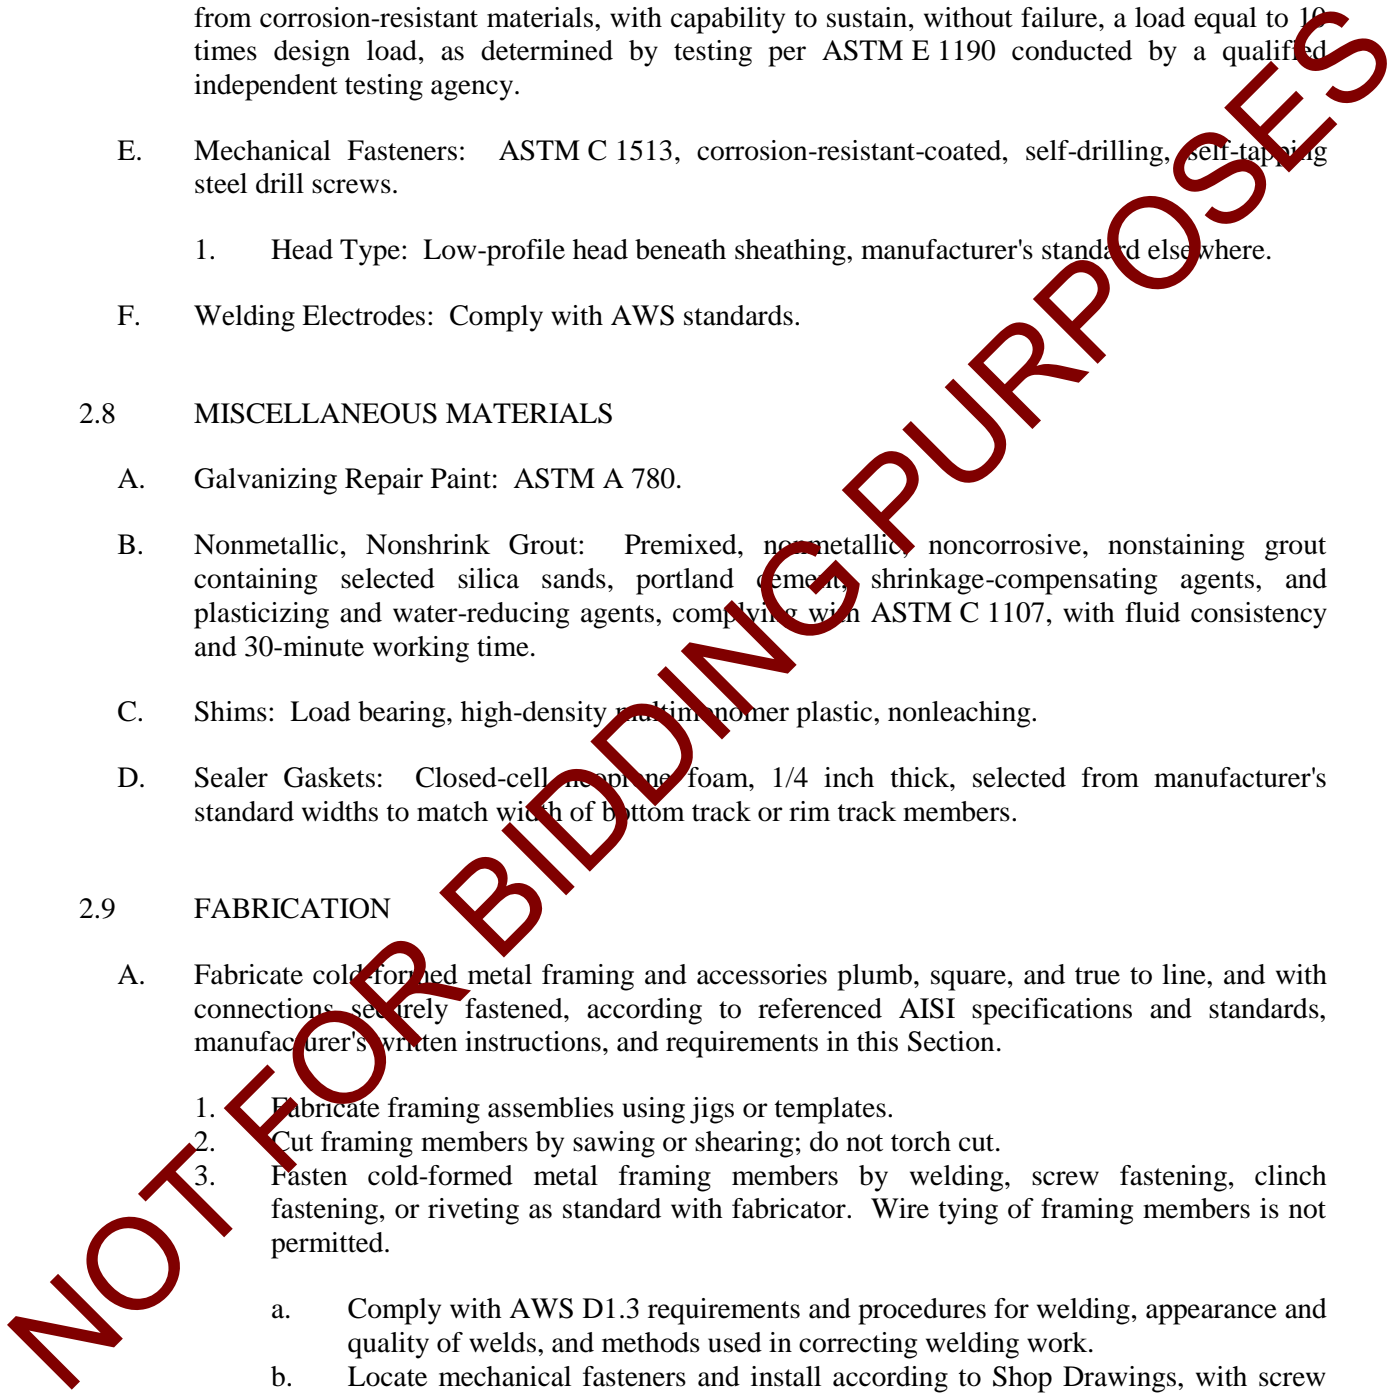 from corrosion-resistant materials, with capability to sustain, without failure, a load equal to 10
times design load, as determined by testing per ASTM E 1190 conducted by a qualified
independent testing agency.
E. Mechanical Fasteners: ASTM C 1513, corrosion-resistant-coated, self-drilling, self-tapping
steel drill screws.
1. Head Type: Low-profile head beneath sheathing, manufacturer's standard elsewhere.
F. Welding Electrodes: Comply with AWS standards.
2.8 MISCELLANEOUS MATERIALS
A. Galvanizing Repair Paint: ASTM A 780.
B. Nonmetallic, Nonshrink Grout: Premixed, nonmetallic, noncorrosive, nonstaining grout
containing selected silica sands, portland cement, shrinkage-compensating agents, and
plasticizing and water-reducing agents, complying with ASTM C 1107, with fluid consistency
and 30-minute working time.
C. Shims: Load bearing, high-density multimonomer plastic, nonleaching.
D. Sealer Gaskets: Closed-cell neoprene foam, 1/4 inch thick, selected from manufacturer's
standard widths to match width of bottom track or rim track members.
2.9 FABRICATION
A. Fabricate cold-formed metal framing and accessories plumb, square, and true to line, and with
connections securely fastened, according to referenced AISI specifications and standards,
manufacturer's written instructions, and requirements in this Section.
1. Fabricate framing assemblies using jigs or templates.
2. Cut framing members by sawing or shearing; do not torch cut.
3. Fasten cold-formed metal framing members by welding, screw fastening, clinch
fastening, or riveting as standard with fabricator. Wire tying of framing members is not
permitted.
a. Comply with AWS D1.3 requirements and procedures for welding, appearance and
quality of welds, and methods used in correcting welding work.
b. Locate mechanical fasteners and install according to Shop Drawings, with screw
NOT FOR BIDDING PURPOSES